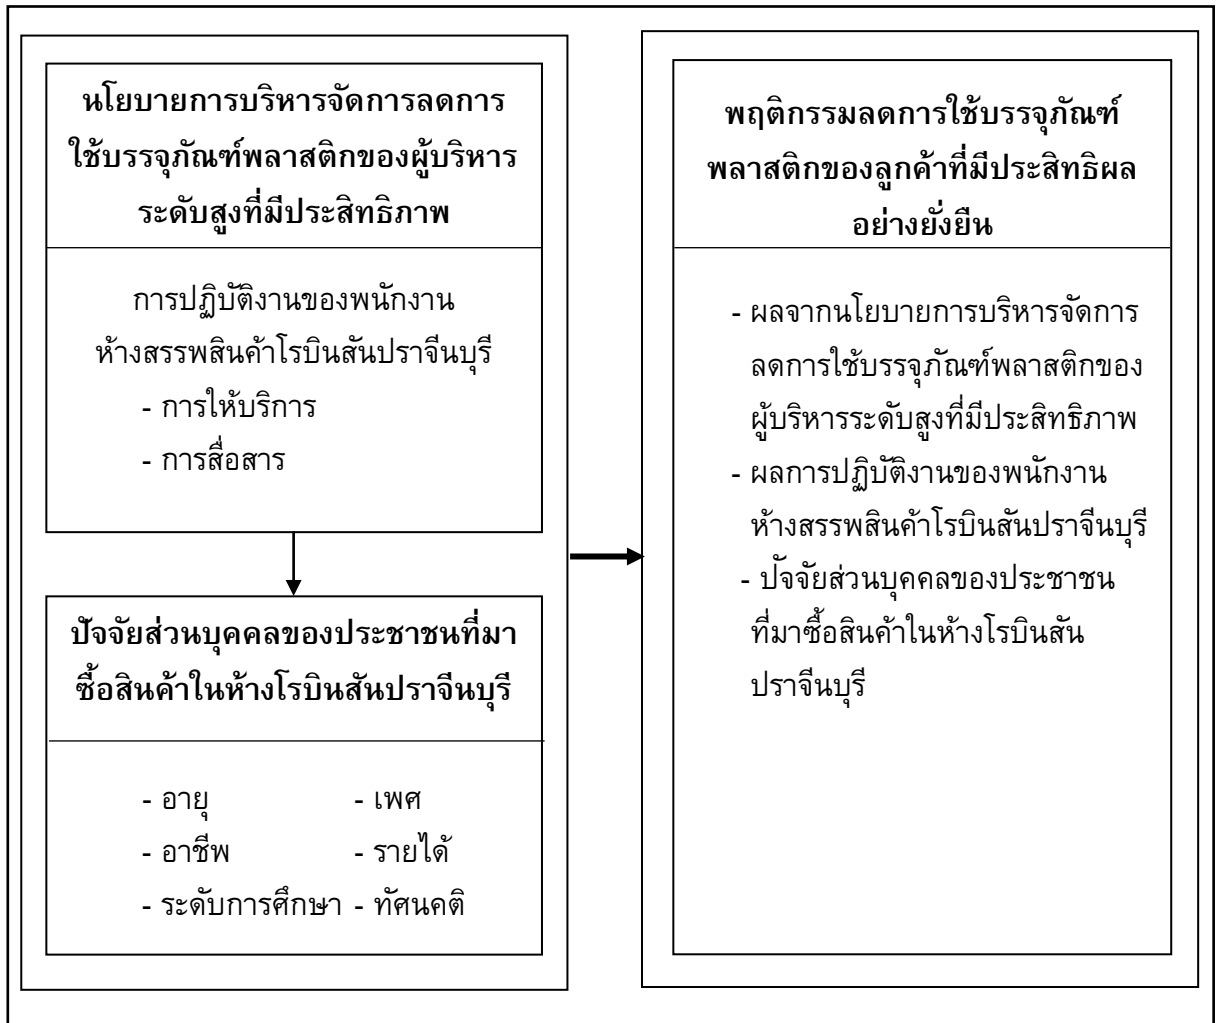 นโยบายการบริหารจัดการลดการ
ใช้บรรจุภัณฑ์พลาสติกของผู้บริหาร
ระดับสูงที่มีประสิทธิภาพ
การปฏิบัติงานของพนักงาน
ห้างสรรพสินค้าโรบินสันปราจีนบุรี
- การให้บริการ
- การสื่อสาร
ปัจจัยส่วนบุคคลของประชาชนที่มา
ซื้อสินค้าในห้างโรบินสันปราจีนบุรี
- อายุ - เพศ
- อาชีพ - รายได้
- ระดับการศึกษา - ทัศนคติ
พฤติกรรมลดการใช้บรรจุภัณฑ์
พลาสติกของลูกค้าที่มีประสิทธิผล
อย่างยั่งยืน
- ผลจากนโยบายการบริหารจัดการ
ลดการใช้บรรจุภัณฑ์พลาสติกของ
ผู้บริหารระดับสูงที่มีประสิทธิภาพ
- ผลการปฏิบัติงานของพนักงาน
ห้างสรรพสินค้าโรบินสันปราจีนบุรี
- ปัจจัยส่วนบุคคลของประชาชน
ที่มาซื้อสินค้าในห้างโรบินสัน
ปราจีนบุรี